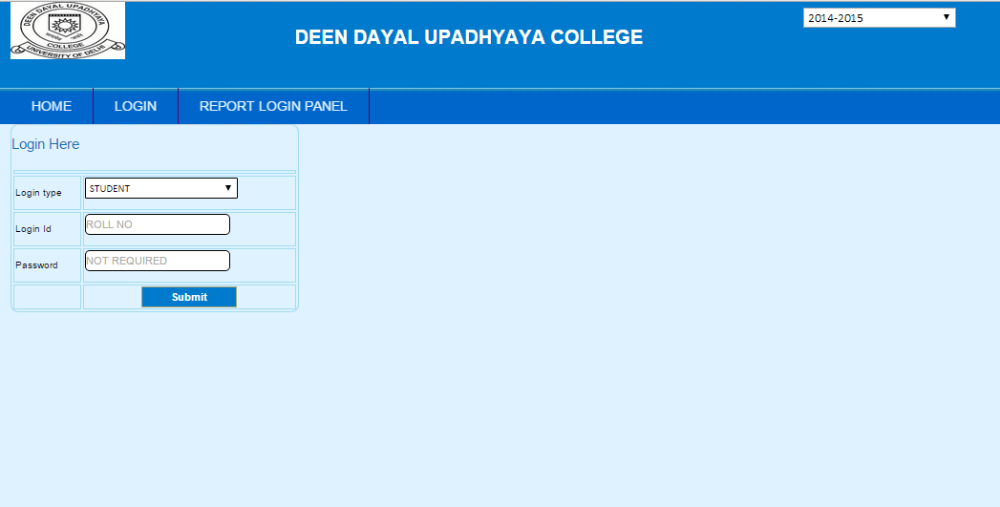 DEEN DAYAL UPADHYAYA
COLLEGE
UNIVERSITY OF DELHI
DEEN DAYAL UPADHYAYA COLLEGE
2014-2015
HOME LOGIN REPORT LOGIN PANEL
Login Here
Login type STUDENT
Login Id ROLL NO
Password NOT REQUIRED
Submit